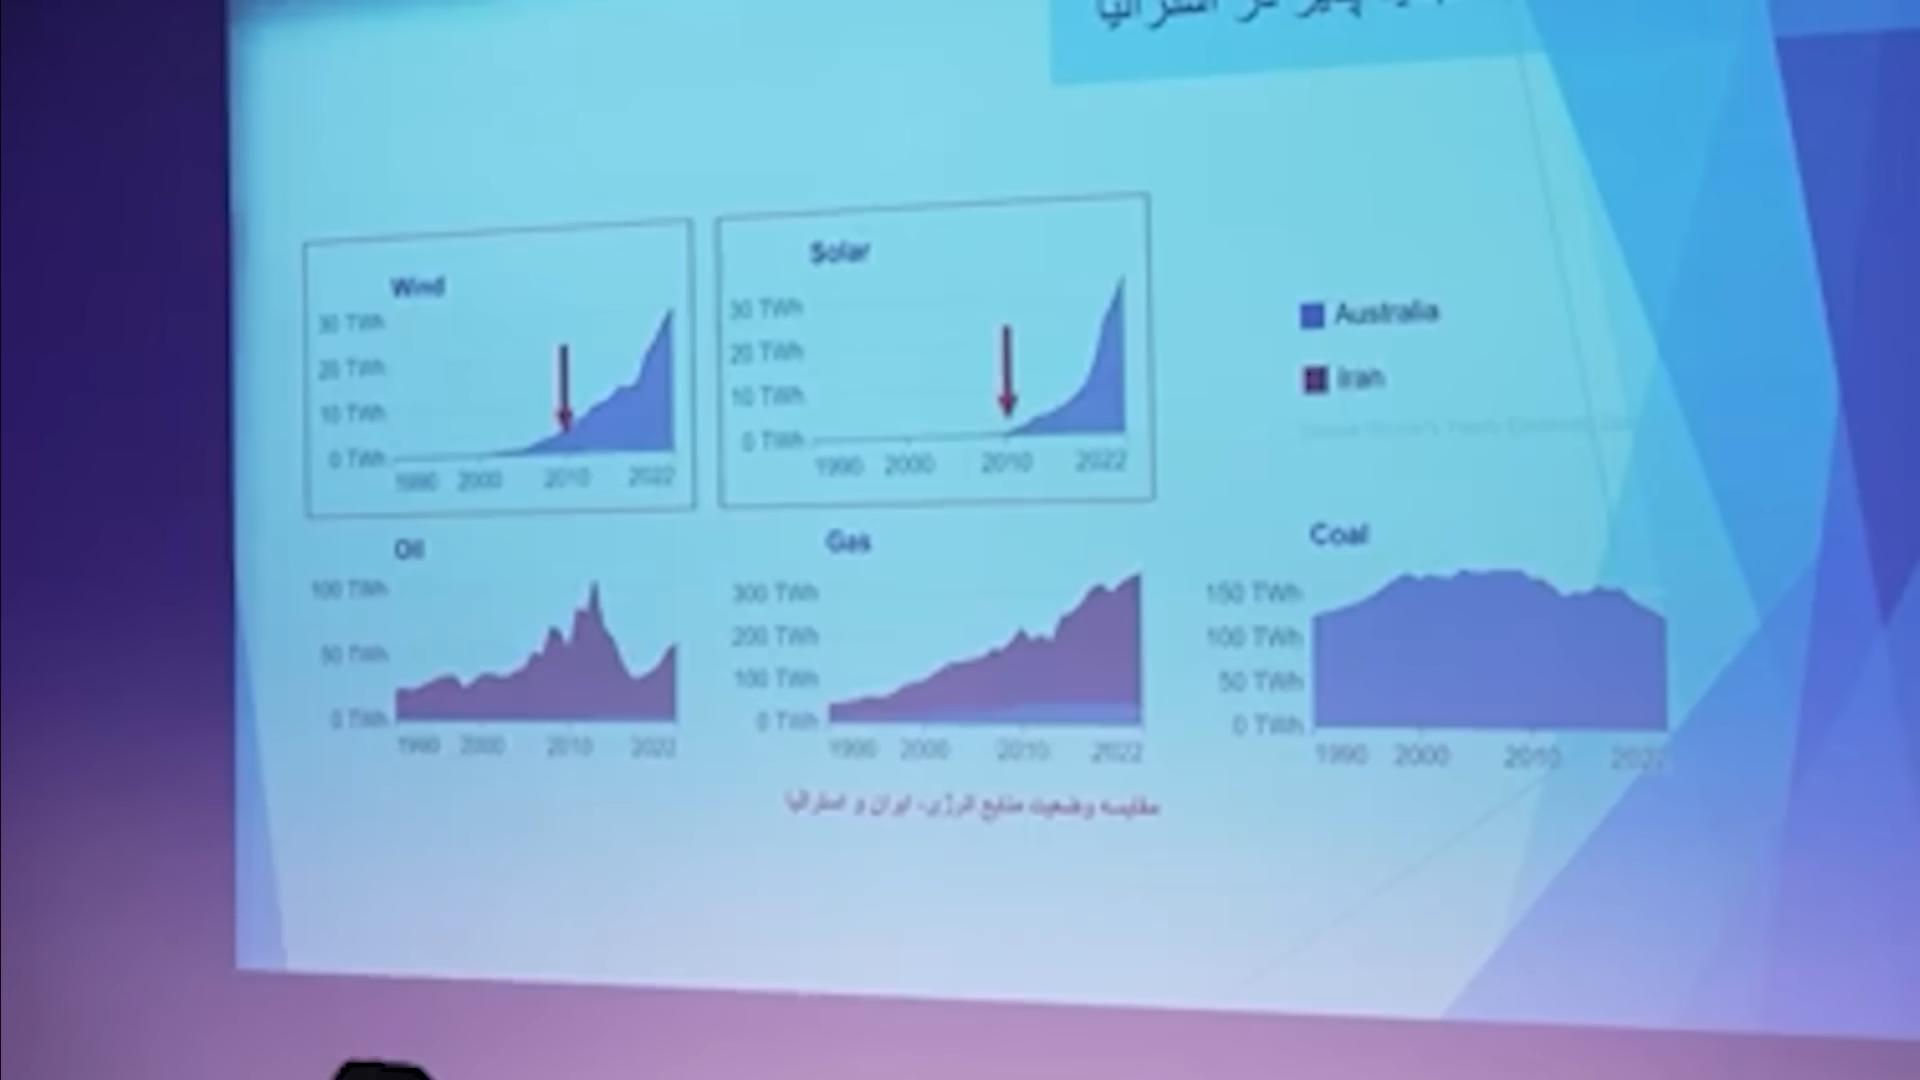 پذیر در استرالیا
Wind
30 TWh
20 TWh
10 TWh
0 TWh
1990 2000 2010 2022
Solar
30 TWh
20 TWh
10 TWh
0 TWh
1990 2000 2010 2022
Australia
Iran
Oil
100 TWh
50 TWh
0 TWh
1990 2000 2010 2022
Gas
300 TWh
200 TWh
100 TWh
0 TWh
1990 2000 2010 2022
Coal
150 TWh
100 TWh
50 TWh
0 TWh
1990 2000 2010 2022
مقایسه وضعیت منابع انرژی، ایران و استرالیا